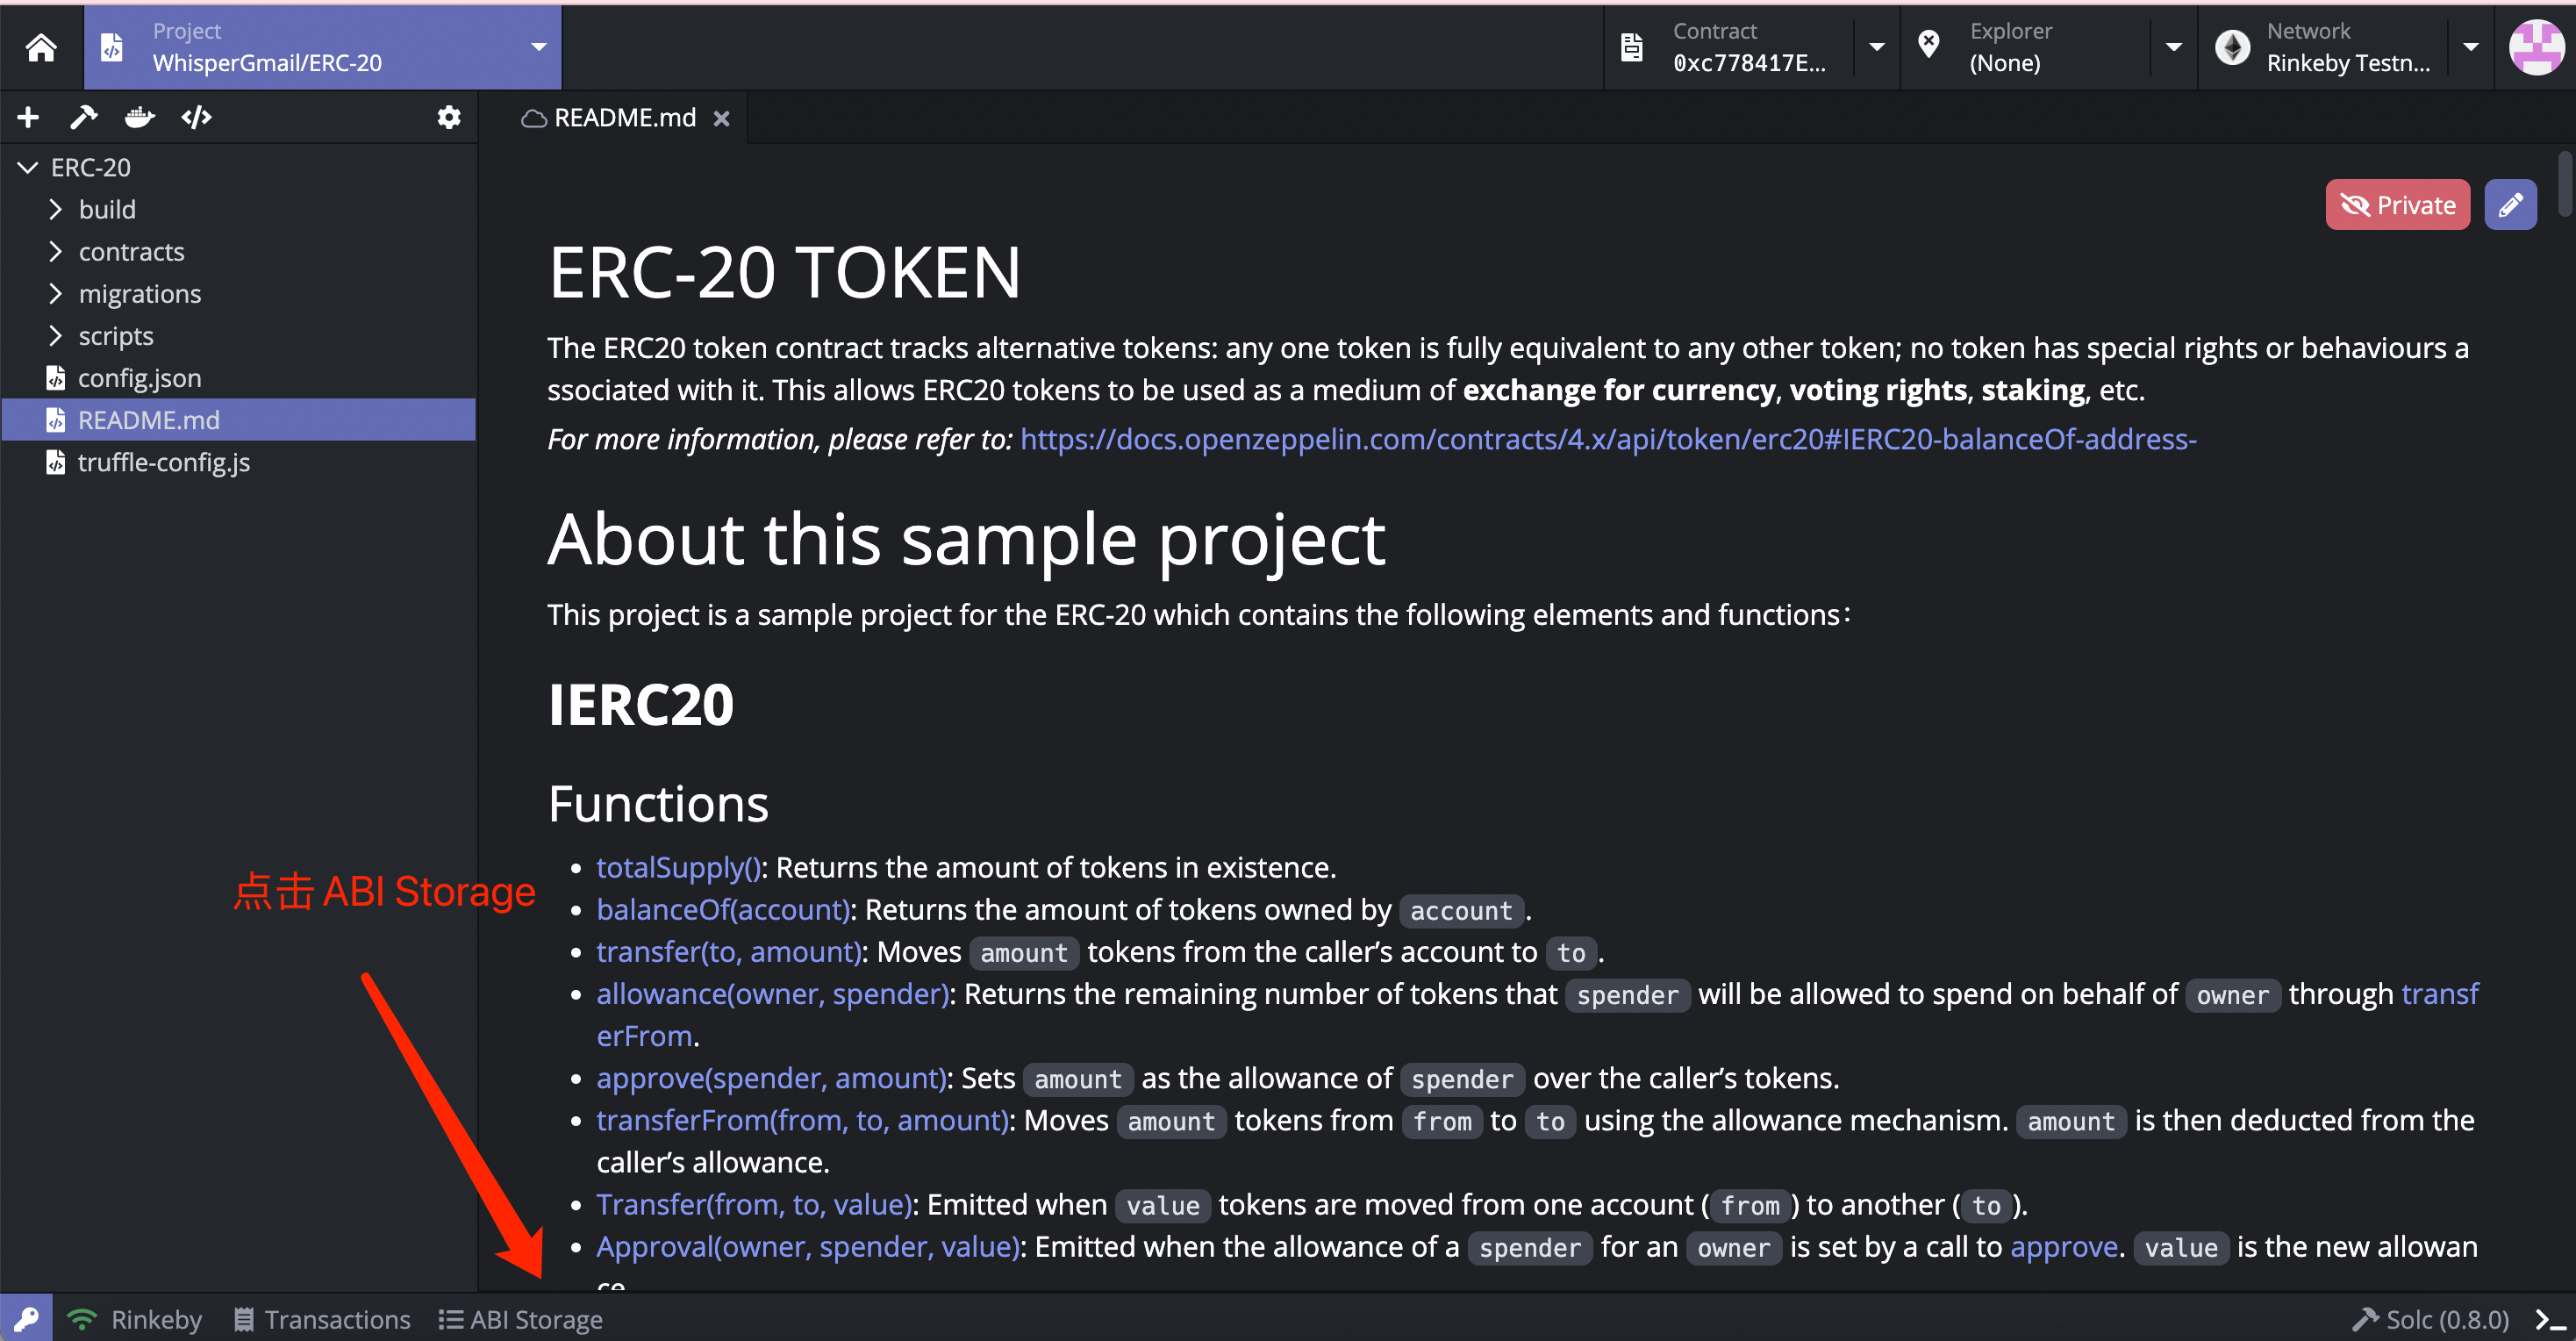 Project
WhisperGmail/ERC-20
Contract
0xc778417E...
Explorer
(None)
Network
Rinkeby Testn...
README.md
ERC-20
build
contracts
migrations
scripts
config.json
README.md
truffle-config.js
Private
ERC-20 TOKEN
The ERC20 token contract tracks alternative tokens: any one token is fully equivalent to any other token; no token has special rights or behaviours a
ssociated with it. This allows ERC20 tokens to be used as a medium of exchange for currency, voting rights, staking, etc.
For more information, please refer to: https://docs.openzeppelin.com/contracts/4.x/api/token/erc20#IERC20-balanceOf-address-
About this sample project
This project is a sample project for the ERC-20 which contains the following elements and functions：
IERC20
Functions
totalSupply(): Returns the amount of tokens in existence.
balanceOf(account): Returns the amount of tokens owned by account.
transfer(to, amount): Moves amount tokens from the caller’s account to to.
allowance(owner, spender): Returns the remaining number of tokens that spender will be allowed to spend on behalf of owner through transf
erFrom.
approve(spender, amount): Sets amount as the allowance of spender over the caller’s tokens.
transferFrom(from, to, amount): Moves amount tokens from from to to using the allowance mechanism. amount is then deducted from the
caller’s allowance.
Transfer(from, to, value): Emitted when value tokens are moved from one account (from) to another (to).
Approval(owner, spender, value): Emitted when the allowance of a spender for an owner is set by a call to approve. value is the new allowan
ce.
点击 ABI Storage
Rinkeby
Transactions
ABI Storage
Solc (0.8.0)